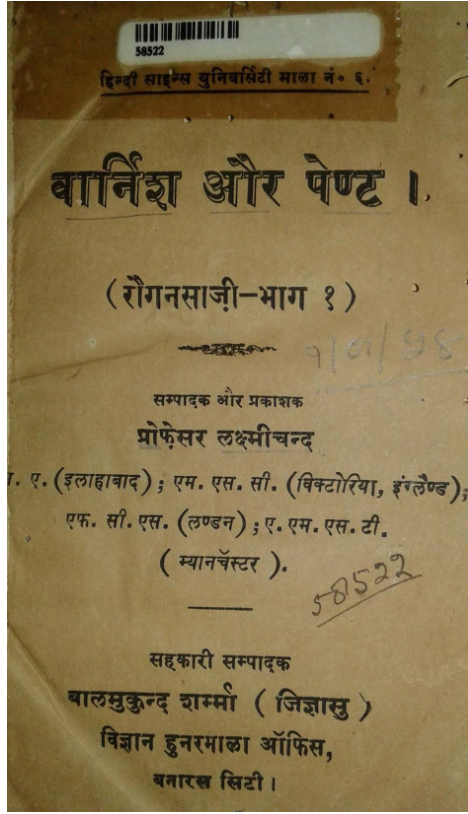 58522
हिन्दी साइन्स युनिवर्सिटी माला नं० ६.
वार्निश और पेण्ट ।
(रौगनसाज़ी-भाग १)
सम्पादक और प्रकाशक
प्रोफ़ेसर लक्ष्मीचन्द
. ए. (इलाहाबाद) ; एम. एस. सी. (विक्टोरिया, इंग्लैण्ड);
एफ. सी. एस. (लण्डन) ; ए. एम. एस. टी.
( म्यानचॅस्टर ).
58522
सहकारी सम्पादक
बालमुकुन्द शर्म्मा ( जिज्ञासु )
विज्ञान हुनरमाला ऑफिस,
बनारस सिटी ।